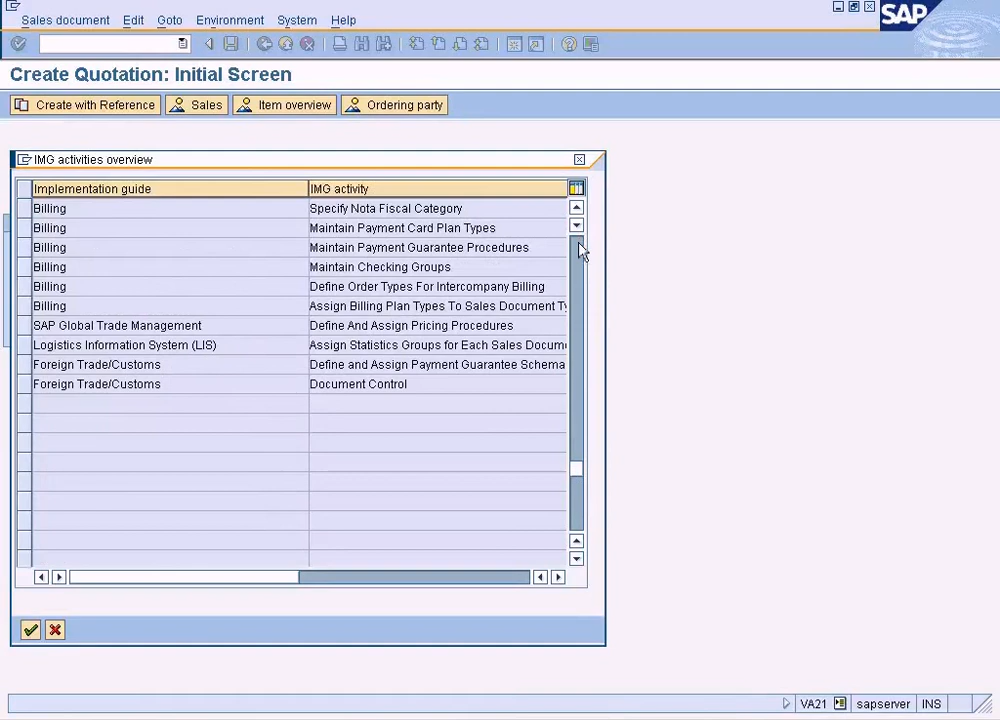 Sales document Edit Goto Environment System Help
SAP
Create Quotation: Initial Screen
Create with Reference Sales Item overview Ordering party
IMG activities overview
Implementation guide IMG activity
Billing Specify Nota Fiscal Category
Billing Maintain Payment Card Plan Types
Billing Maintain Payment Guarantee Procedures
Billing Maintain Checking Groups
Billing Define Order Types For Intercompany Billing
Billing Assign Billing Plan Types To Sales Document Ty
SAP Global Trade Management Define And Assign Pricing Procedures
Logistics Information System (LIS) Assign Statistics Groups for Each Sales Docum
Foreign Trade/Customs Define and Assign Payment Guarantee Schema
Foreign Trade/Customs Document Control
VA21 sapserver INS